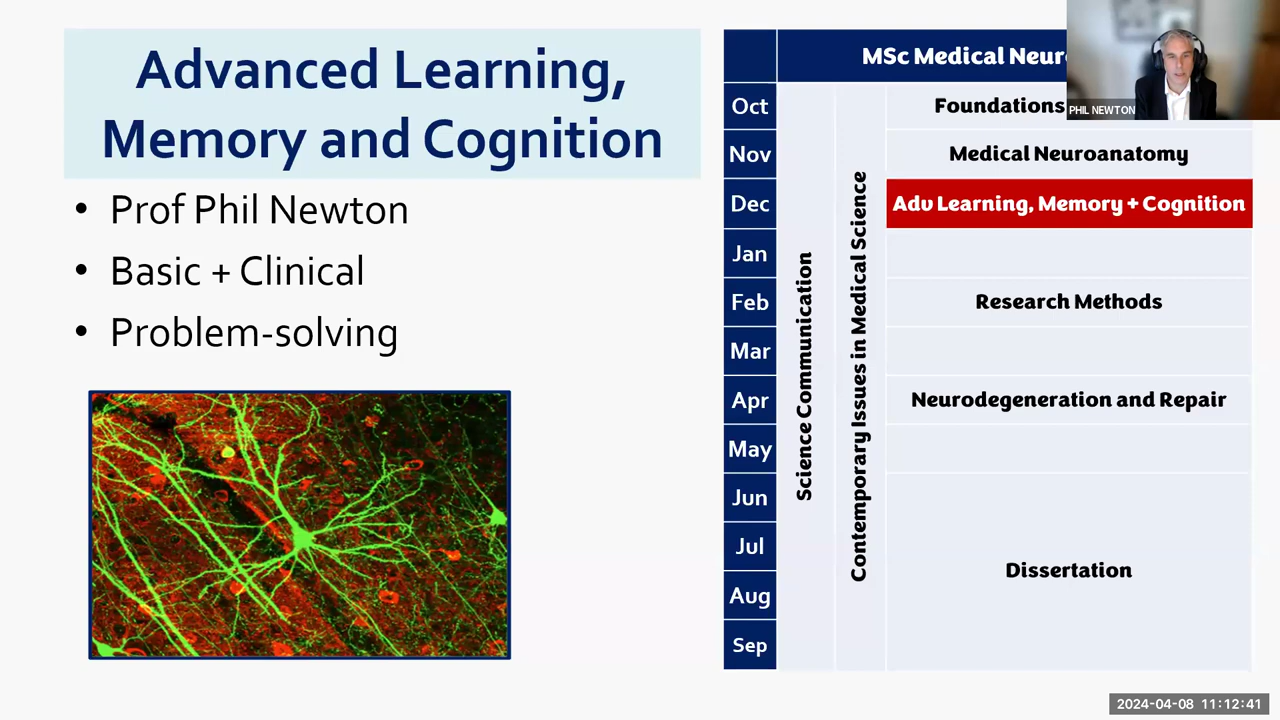 Advanced Learning,
Memory and Cognition
• Prof Phil Newton
• Basic + Clinical
• Problem-solving
MSc Medical
PHIL NEWTON
Oct
Foundations
Nov
Medical Neuroanatomy
Dec
Adv Learning, Memory + Cognition
Jan
Feb
Research Methods
Mar
Apr
Neurodegeneration and Repair
May
Jun
Jul
Dissertation
Aug
Sep
Science Communication
Contemporary Issues in Medical Science
2024-04-08 11:12:41